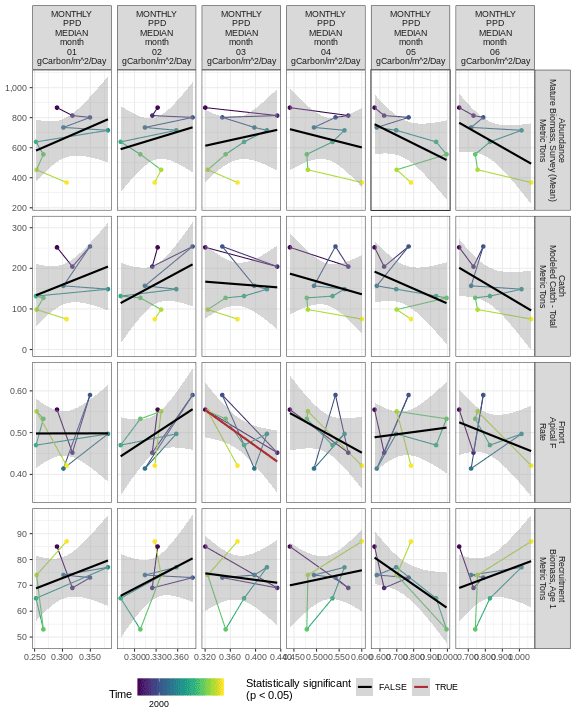 MONTHLY MONTHLY MONTHLY MONTHLY MONTHLY MONTHLY
PPD PPD PPD PPD PPD PPD
MEDIAN MEDIAN MEDIAN MEDIAN MEDIAN MEDIAN
month month month month month month
01 02 03 04 05 06
gCarbon/m^2/Day gCarbon/m^2/Day gCarbon/m^2/Day gCarbon/m^2/Day gCarbon/m^2/Day gCarbon/m^2/Day
1,000
800
600
400
200
Abundance
Mature Biomass, Survey (Mean)
Metric Tons
300
200
100
0
Catch
Modeled Catch - Total
Metric Tons
0.60
0.50
0.40
Fmort
Apical F
Rate
90
80
70
60
50
Recruitment
Biomass, Age 1
Metric Tons
0.250 0.300 0.350 0.300 0.330 0.360 0.320 0.360 0.400 0.450 0.500 0.550 0.600 0.700 0.800 0.900 0.700 0.800 0.900 1.000
Time
2000
Statistically significant
(p < 0.05)
FALSE
TRUE